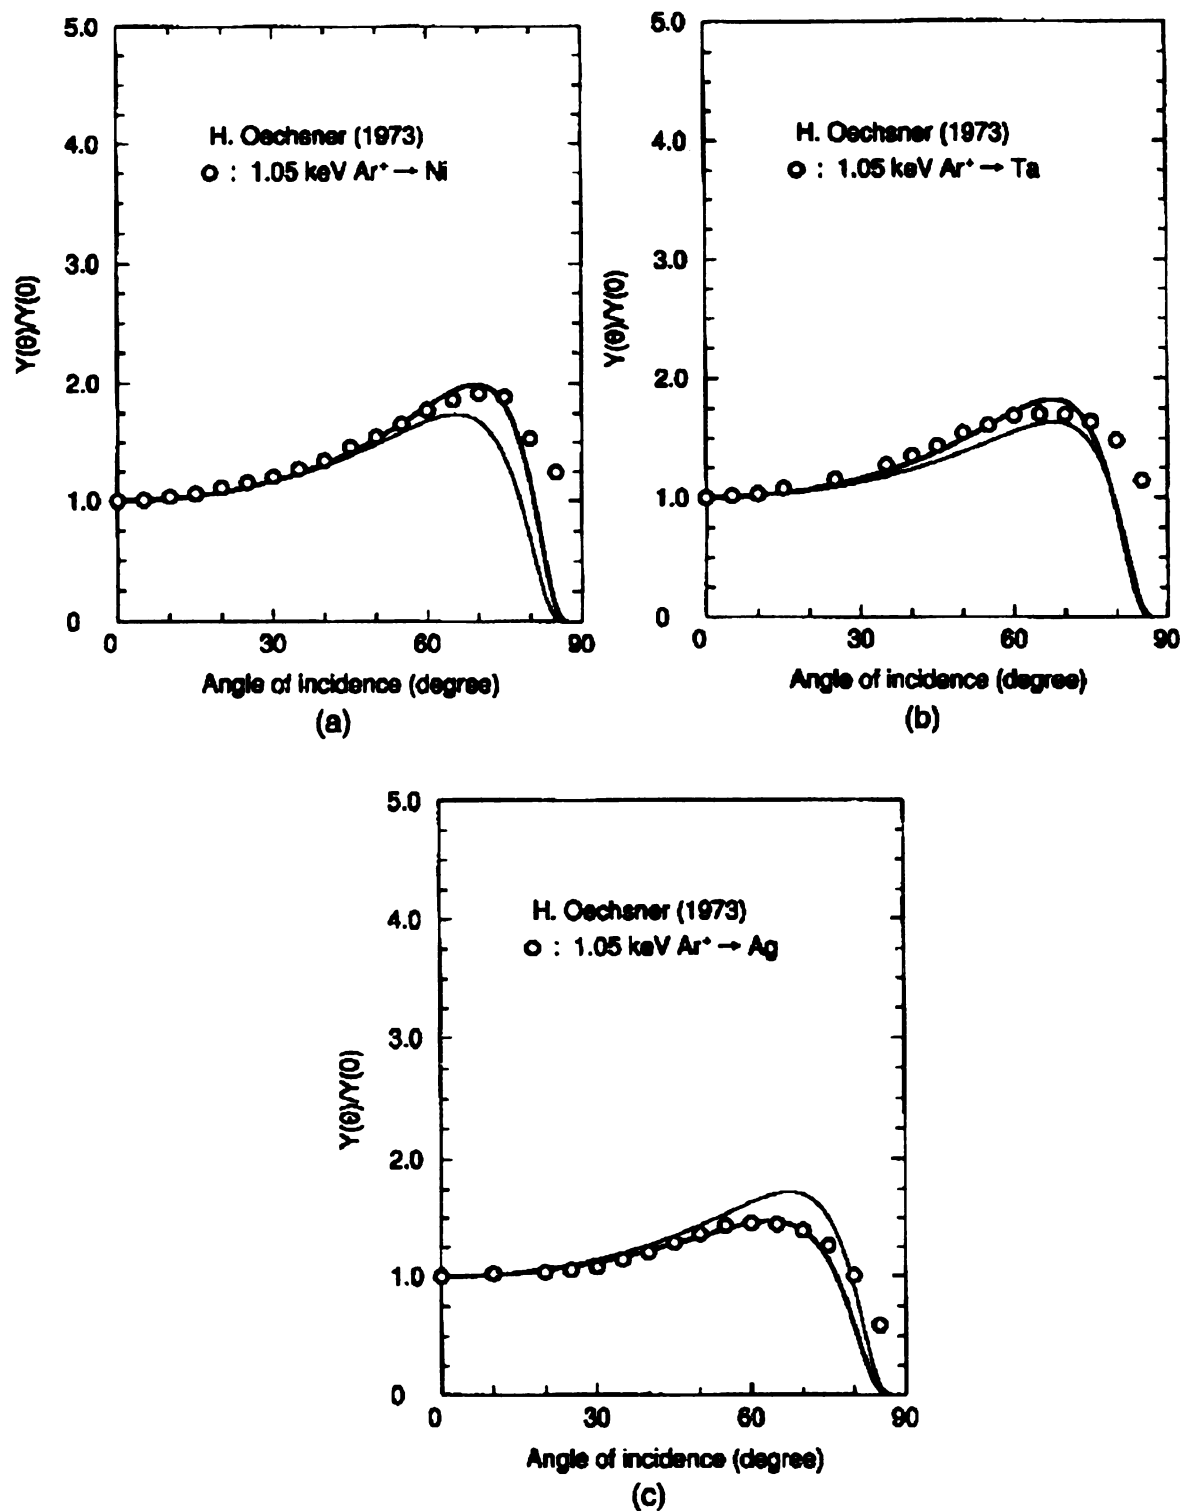 5.0
4.0
3.0
2.0
1.0
0
Y(θ)/Y(0)
H. Oechsner (1973)
o : 1.05 keV Ar⁺ → Ni
0 30 60 90
Angle of incidence (degree)
(a)
5.0
4.0
3.0
2.0
1.0
0
Y(θ)/Y(0)
H. Oechsner (1973)
o : 1.05 keV Ar⁺ → Ta
0 30 60 90
Angle of incidence (degree)
(b)
5.0
4.0
3.0
2.0
1.0
0
Y(θ)/Y(0)
H. Oechsner (1973)
o : 1.05 keV Ar⁺ → Ag
0 30 60 90
Angle of incidence (degree)
(c)